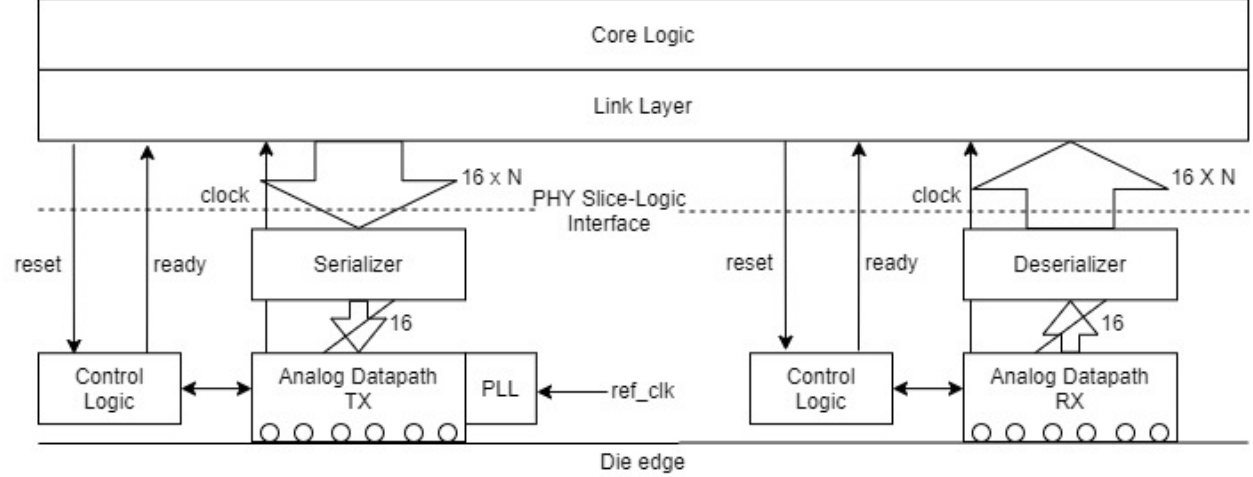 Core Logic
Link Layer
16 x N
16 X N
clock
clock
PHY Slice-Logic
Interface
reset
ready
Serializer
reset
ready
Deserializer
16
16
Control
Logic
Analog Datapath
TX
PLL
ref_clk
Control
Logic
Analog Datapath
RX
Die edge